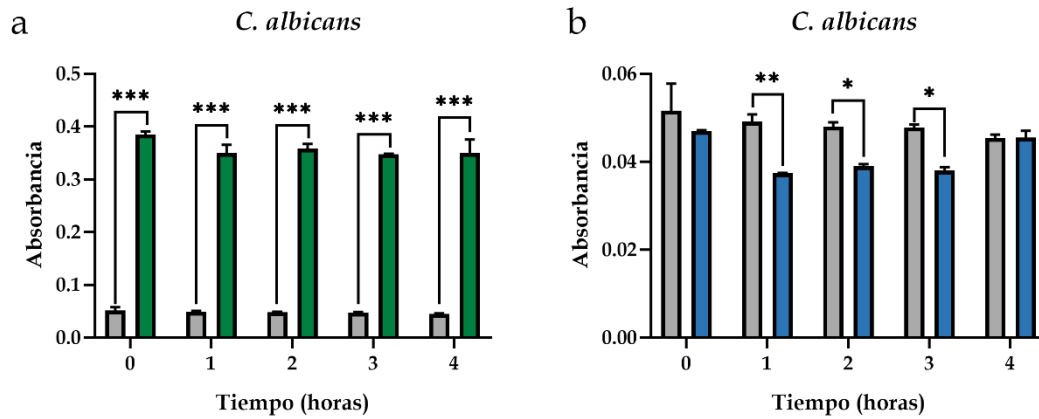 a
C. albicans
Absorbancia
0.5
0.4
0.3
0.2
0.1
0.0
***
***
***
***
***
0 1 2 3 4
Tiempo (horas)
b
C. albicans
Absorbancia
0.06
0.04
0.02
0.00
**
*
*
0 1 2 3 4
Tiempo (horas)